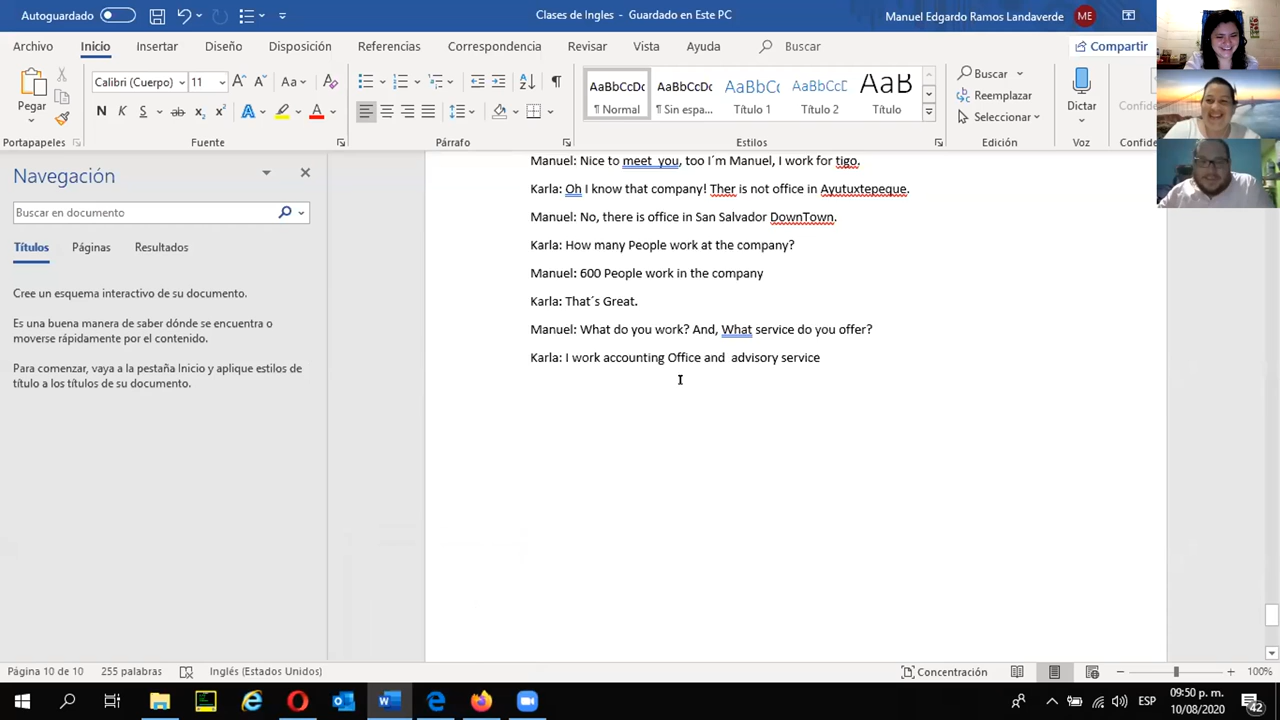 Autoguardado
Clases de Ingles - Guardado en Este PC
Manuel Edgardo Ramos Landaverde
ME
Archivo
Inicio
Insertar
Diseño
Disposición
Referencias
Correspondencia
Revisar
Vista
Ayuda
Buscar
Compartir
Pegar
Calibri (Cuerpo)
11
Aa
AaBbCcDc
AaBbCcDc
AaBbCc
AaBbCcD
AaB
¶ Normal
¶ Sin espa...
Título 1
Título 2
Título
Buscar
Reemplazar
Seleccionar
Dictar
Portapapeles
Fuente
Párrafo
Estilos
Edición
Voz
Navegación
Buscar en documento
Títulos
Páginas
Resultados
Cree un esquema interactivo de su documento.
Es una buena manera de saber dónde se encuentra o
moverse rápidamente por el contenido.
Para comenzar, vaya a la pestaña Inicio y aplique estilos de
título a los títulos de su documento.
Manuel: Nice to meet  you, too I´m Manuel, I work for tigo.
Karla: Oh I know that company! Ther is not office in Ayutuxtepeque.
Manuel: No, there is office in San Salvador DownTown.
Karla: How many People work at the company?
Manuel: 600 People work in the company
Karla: That´s Great.
Manuel: What do you work? And, What service do you offer?
Karla: I work accounting Office and  advisory service
Página 10 de 10
255 palabras
Inglés (Estados Unidos)
Concentración
100%
ESP
09:50 p. m.
10/08/2020
42